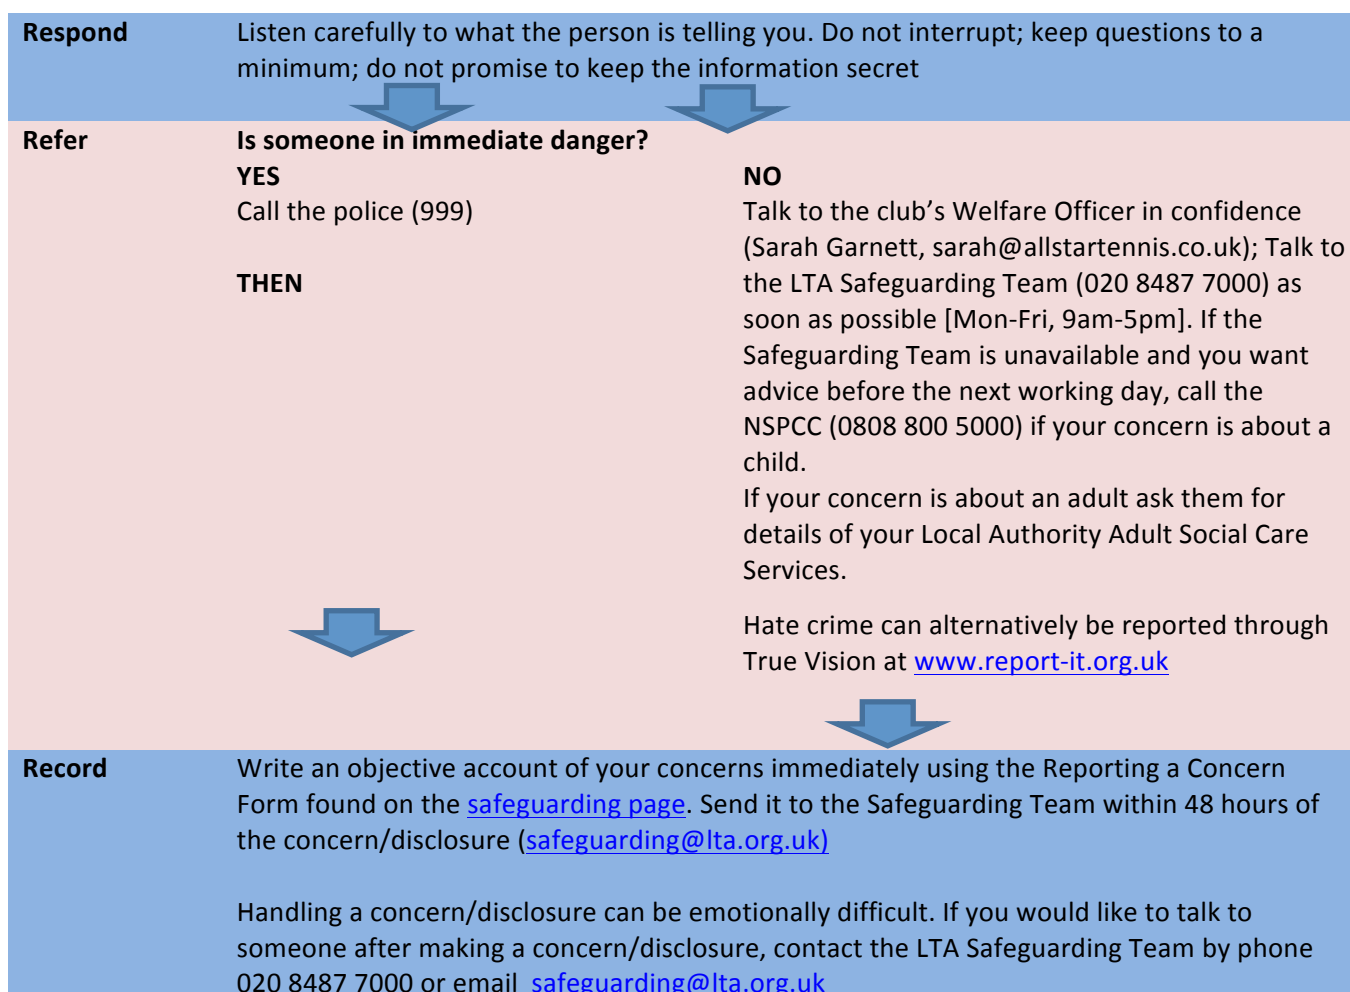 Respond
Listen carefully to what the person is telling you. Do not interrupt; keep questions to a
minimum; do not promise to keep the information secret
Refer
Is someone in immediate danger?
YES
Call the police (999)
THEN
NO
Talk to the club’s Welfare Officer in confidence
(Sarah Garnett, sarah@allstartennis.co.uk); Talk to
the LTA Safeguarding Team (020 8487 7000) as
soon as possible [Mon-Fri, 9am-5pm]. If the
Safeguarding Team is unavailable and you want
advice before the next working day, call the
NSPCC (0808 800 5000) if your concern is about a
child.
If your concern is about an adult ask them for
details of your Local Authority Adult Social Care
Services.
Hate crime can alternatively be reported through
True Vision at www.report-it.org.uk
Record
Write an objective account of your concerns immediately using the Reporting a Concern
Form found on the safeguarding page. Send it to the Safeguarding Team within 48 hours of
the concern/disclosure (safeguarding@lta.org.uk)
Handling a concern/disclosure can be emotionally difficult. If you would like to talk to
someone after making a concern/disclosure, contact the LTA Safeguarding Team by phone
020 8487 7000 or email safeguarding@lta.org.uk